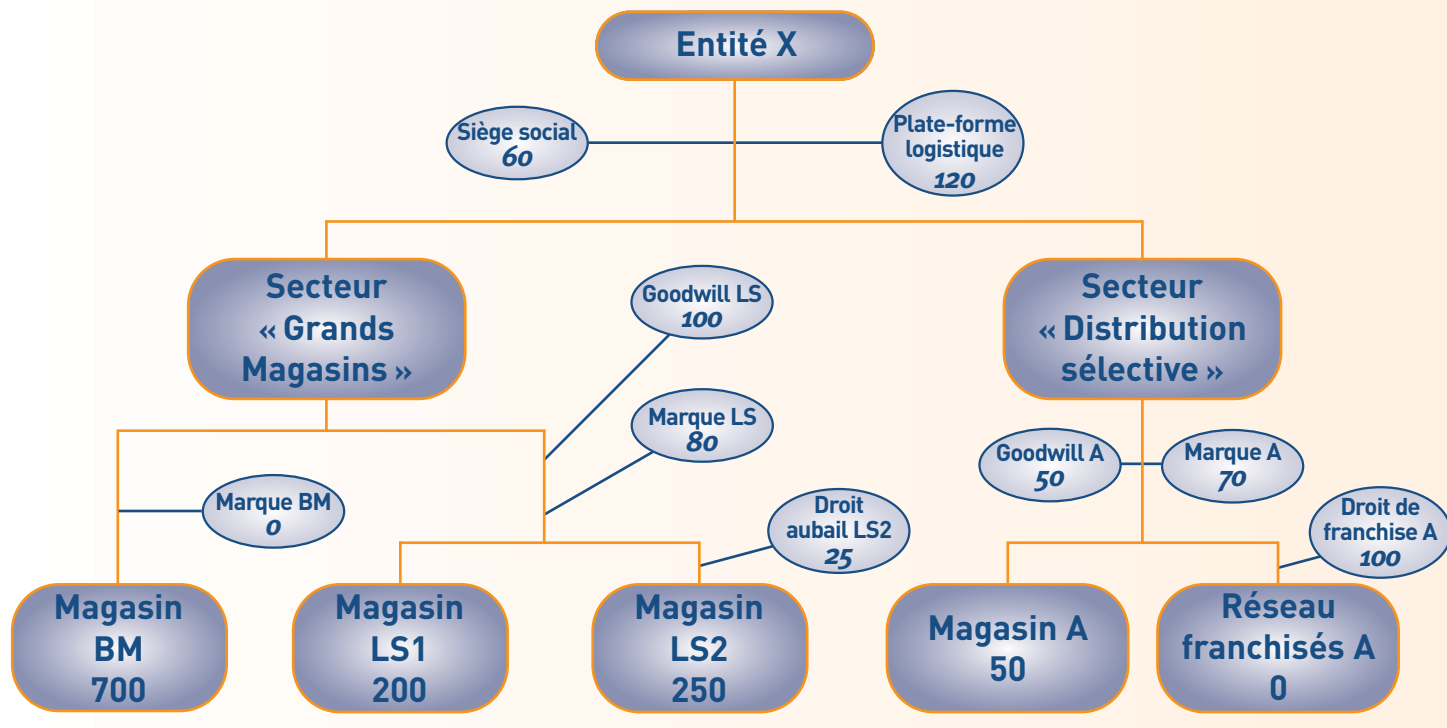 Entité X
Siège social
60
Plate-forme
logistique
120
Secteur
« Grands
Magasins »
Goodwill LS
100
Secteur
« Distribution
sélective »
Marque LS
80
Goodwill A
50
Marque A
70
Marque BM
0
Droit
aubail LS2
25
Droit de
franchise A
100
Magasin
BM
700
Magasin
LS1
200
Magasin
LS2
250
Magasin A
50
Réseau
franchisés A
0